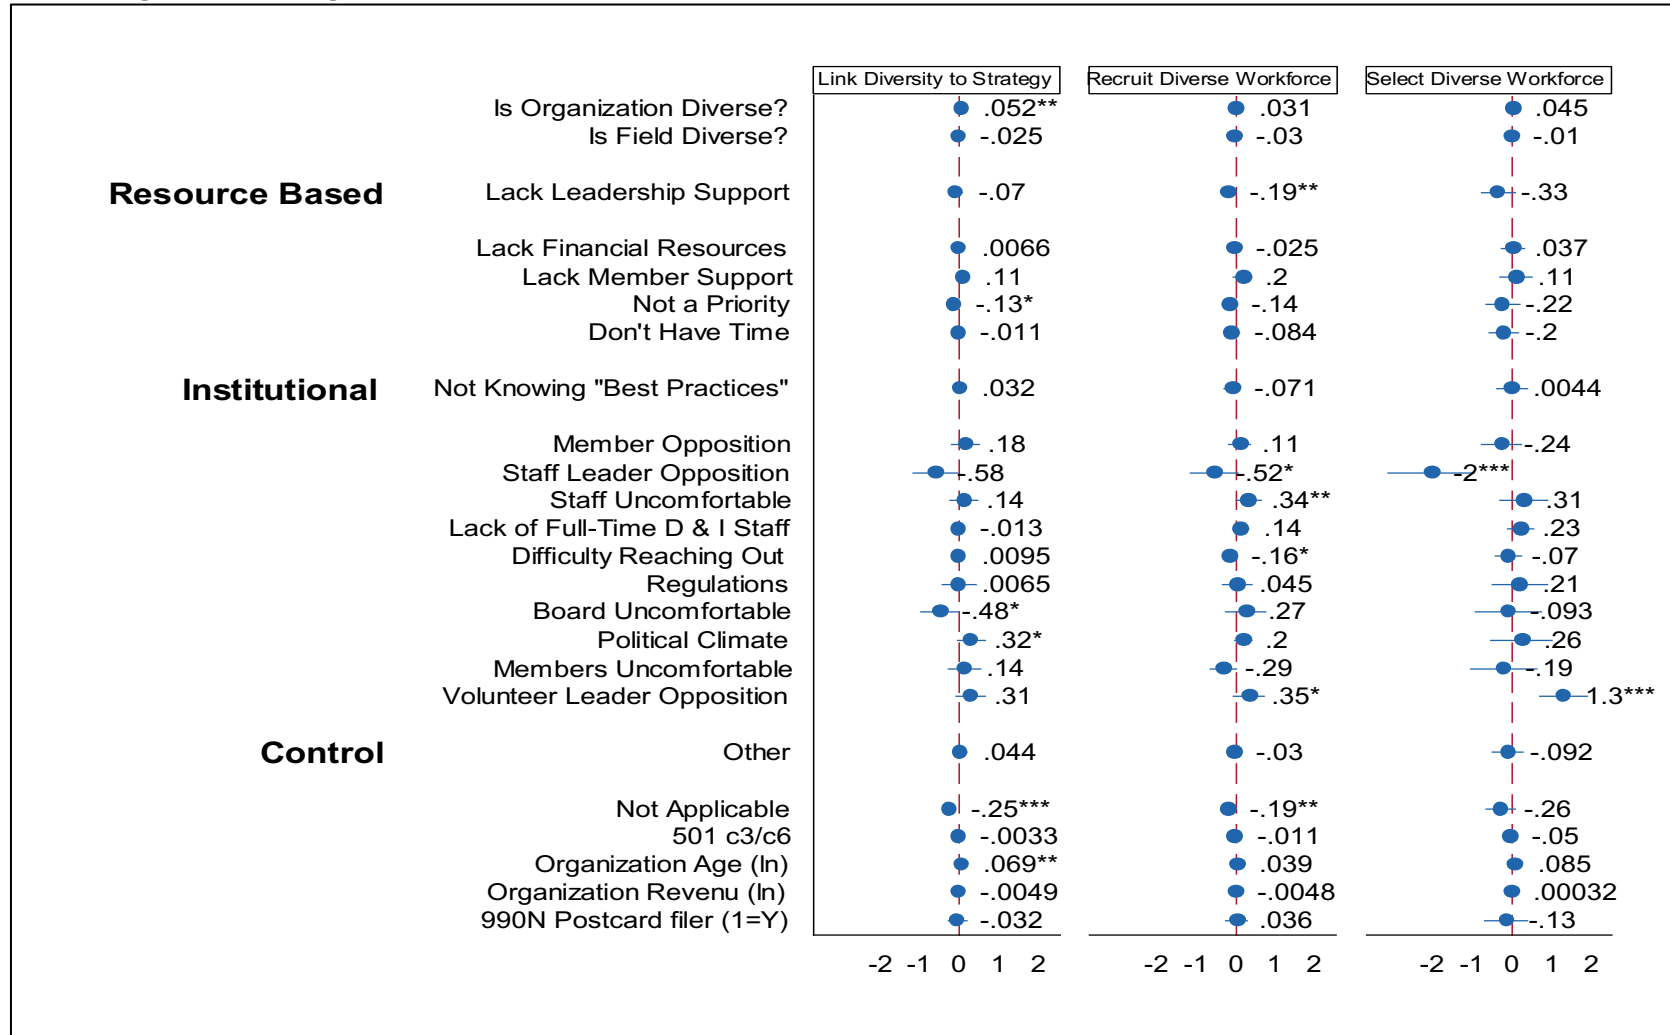 Link Diversity to Strategy Recruit Diverse Workforce Select Diverse Workforce
Is Organization Diverse? .052** .031 .045
Is Field Diverse? -.025 -.03 -.01
Resource Based Lack Leadership Support -.07 -.19** -.33
Lack Financial Resources .0066 -.025 .037
Lack Member Support .11 .2 .11
Not a Priority -.13* -.14 -.22
Don't Have Time -.011 -.084 -.2
Institutional Not Knowing "Best Practices" .032 -.071 .0044
Member Opposition .18 .11 -.24
Staff Leader Opposition -.58 -.52* -2***
Staff Uncomfortable .14 .34** .31
Lack of Full-Time D & I Staff -.013 .14 .23
Difficulty Reaching Out .0095 -.16* -.07
Regulations .0065 .045 .21
Board Uncomfortable -.48* .27 -.093
Political Climate .32* .2 .26
Members Uncomfortable .14 -.29 -.19
Volunteer Leader Opposition .31 .35* 1.3***
Control Other .044 -.03 -.092
Not Applicable -.25*** -.19** -.26
501 c3/c6 -.0033 -.011 -.05
Organization Age (ln) .069** .039 .085
Organization Revenu (ln) -.0049 -.0048 .00032
990N Postcard filer (1=Y) -.032 .036 -.13
-2 -1 0 1 2 -2 -1 0 1 2 -2 -1 0 1 2